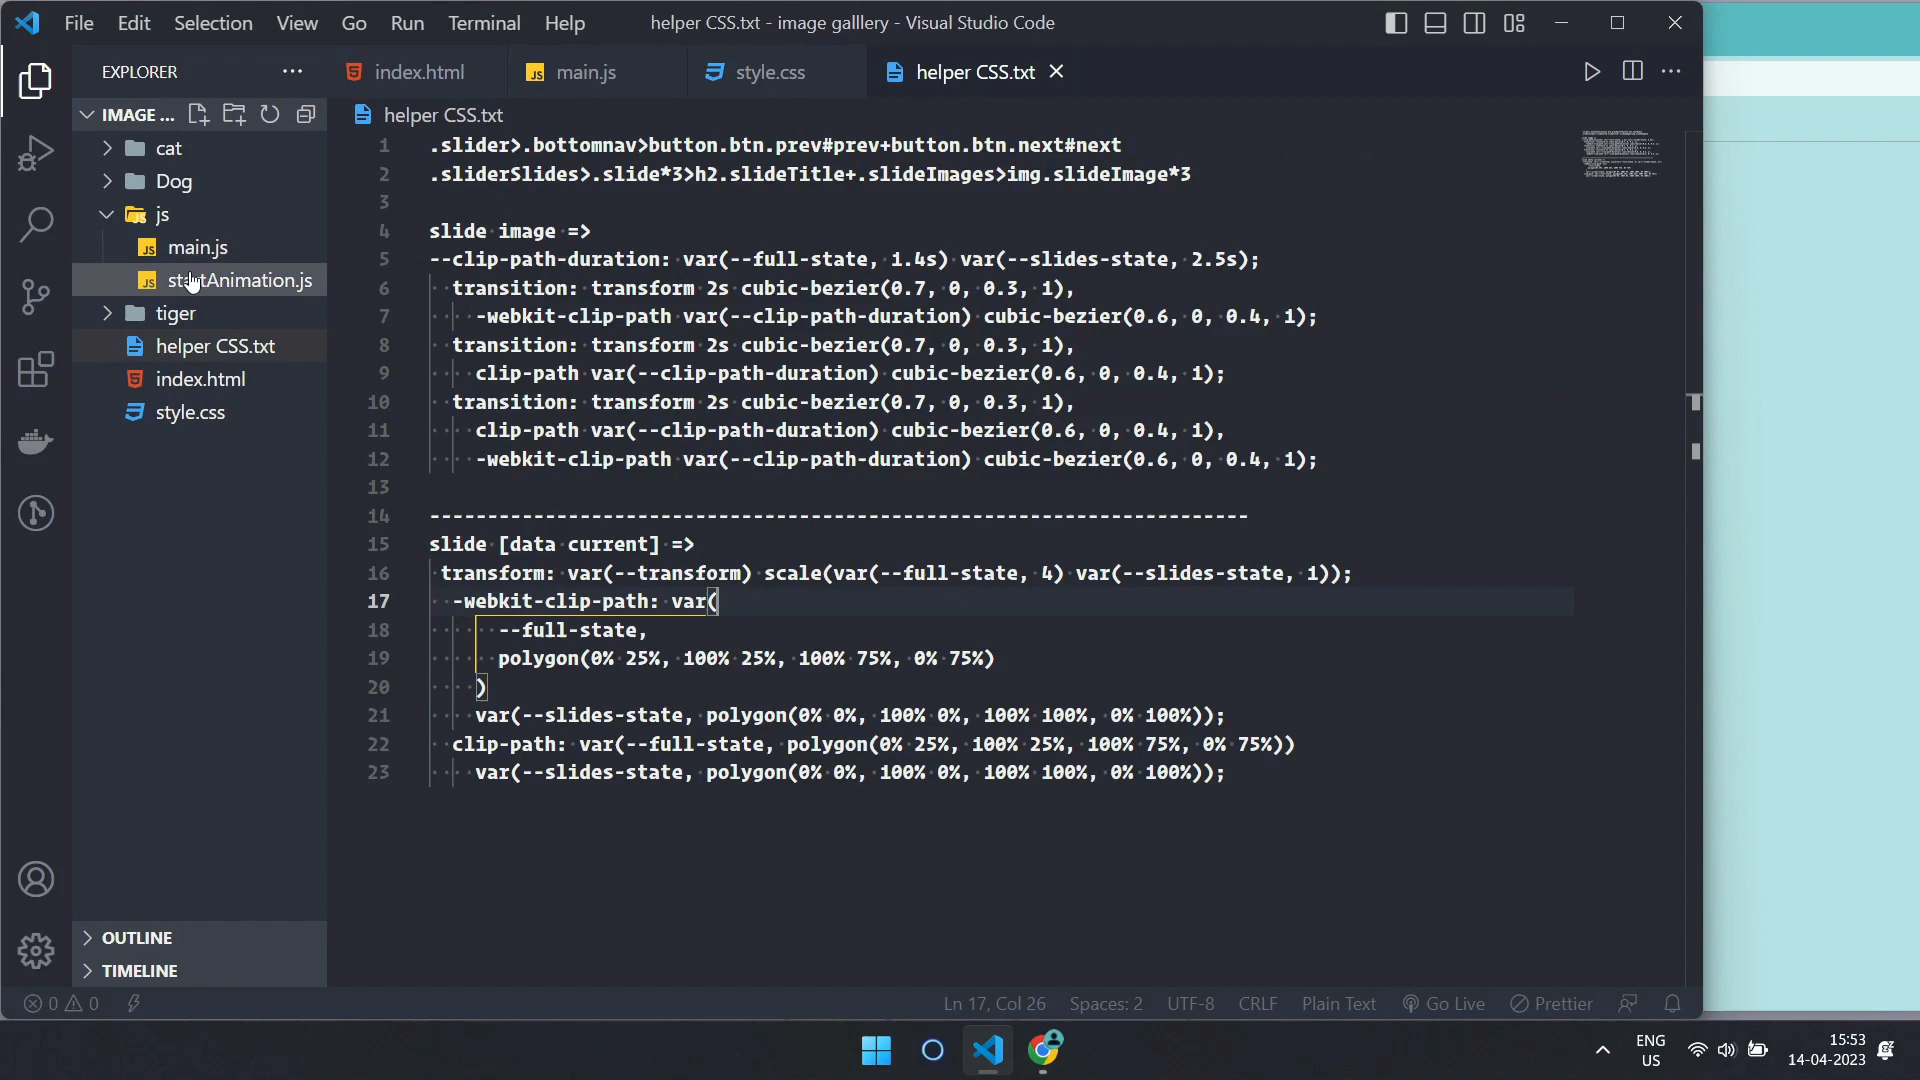 File Edit Selection View Go Run Terminal Help
helper CSS.txt - image galllery - Visual Studio Code
EXPLORER
index.html
main.js
style.css
helper CSS.txt
IMAGE ...
helper CSS.txt
cat
Dog
js
main.js
tiger
helper CSS.txt
index.html
style.css
1 .slider>.bottomnav>button.btn.prev#prev+button.btn.next#next
2 .sliderSlides>.slide*3>h2.slideTitle+.slideImages>img.slideImage*3
3
4 slide image =>
5 --clip-path-duration: var(--full-state, 1.4s) var(--slides-state, 2.5s);
6 transition: transform 2s cubic-bezier(0.7, 0, 0.3, 1),
7 -webkit-clip-path var(--clip-path-duration) cubic-bezier(0.6, 0, 0.4, 1);
8 transition: transform 2s cubic-bezier(0.7, 0, 0.3, 1),
9 clip-path var(--clip-path-duration) cubic-bezier(0.6, 0, 0.4, 1);
10 transition: transform 2s cubic-bezier(0.7, 0, 0.3, 1),
11 clip-path var(--clip-path-duration) cubic-bezier(0.6, 0, 0.4, 1),
12 -webkit-clip-path var(--clip-path-duration) cubic-bezier(0.6, 0, 0.4, 1);
13
14 -----------------------------------------------------------------------
15 slide [data current] =>
16 transform: var(--transform) scale(var(--full-state, 4) var(--slides-state, 1));
17 -webkit-clip-path: var(
18 --full-state,
19 polygon(0% 25%, 100% 25%, 100% 75%, 0% 75%)
20 )
21 var(--slides-state, polygon(0% 0%, 100% 0%, 100% 100%, 0% 100%));
22 clip-path: var(--full-state, polygon(0% 25%, 100% 25%, 100% 75%, 0% 75%))
23 var(--slides-state, polygon(0% 0%, 100% 0%, 100% 100%, 0% 100%));
OUTLINE
TIMELINE
0 0
Ln 17, Col 26 Spaces: 2 UTF-8 CRLF Plain Text Go Live Prettier
ENG
US
15:53
14-04-2023